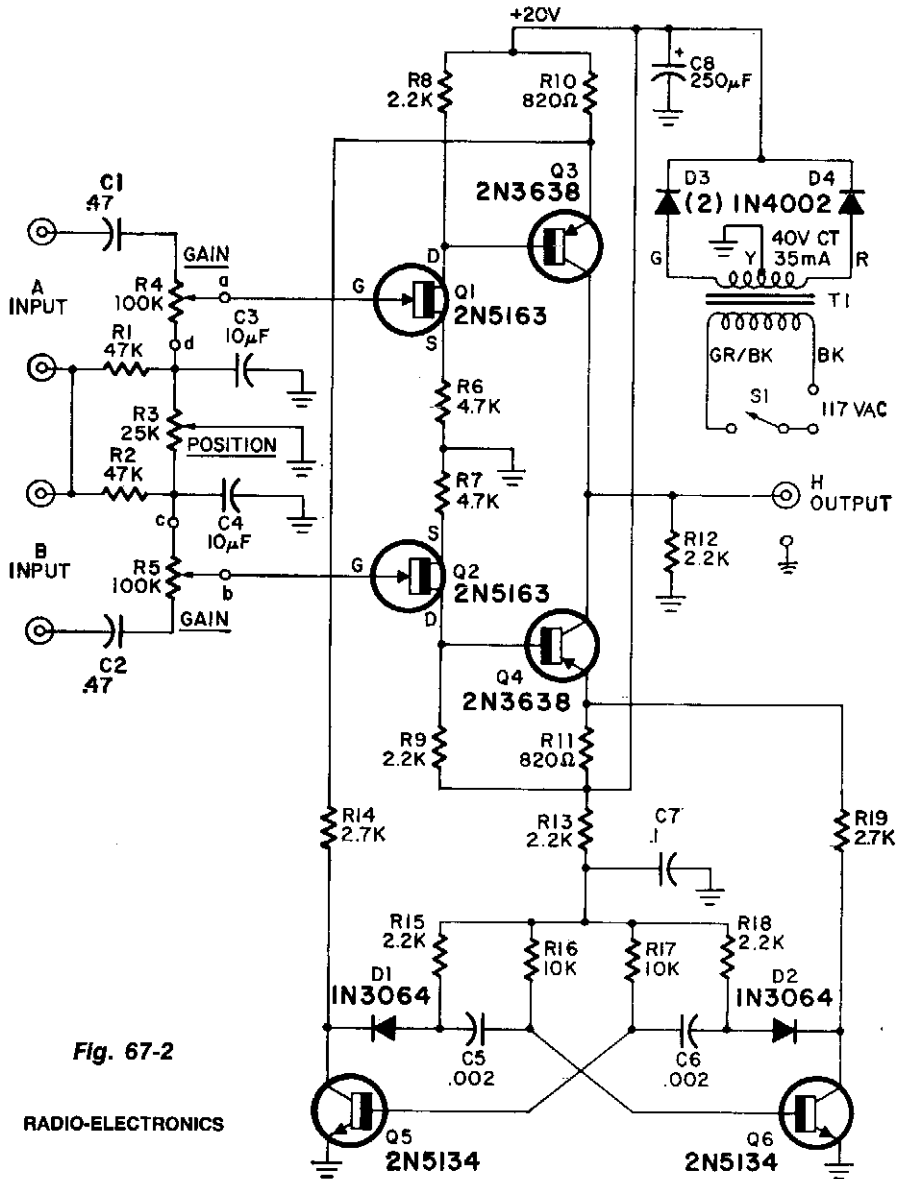 +20V
R8
2.2K
R10
820Ω
C8
250µF
+
Q3
2N3638
D3
D4
(2) 1N4002
40V CT
35mA
G
Y
R
T1
GR/BK
BK
S1
117 VAC
C1
.47
GAIN
a
A
INPUT
R4
100K
d
R1
47K
C3
10µF
R3
25K
POSITION
R2
47K
c
C4
10µF
B
INPUT
R5
100K
b
GAIN
C2
.47
D
G
Q1
2N5163
S
R6
4.7K
R7
4.7K
S
G
Q2
2N5163
D
H
OUTPUT
R12
2.2K
Q4
2N3638
R9
2.2K
R11
820Ω
R14
2.7K
R13
2.2K
C7
.1
R19
2.7K
R15
2.2K
R16
10K
R17
10K
R18
2.2K
D1
1N3064
D2
1N3064
C5
.002
C6
.002
Fig. 67-2
RADIO-ELECTRONICS
Q5
2N5134
Q6
2N5134